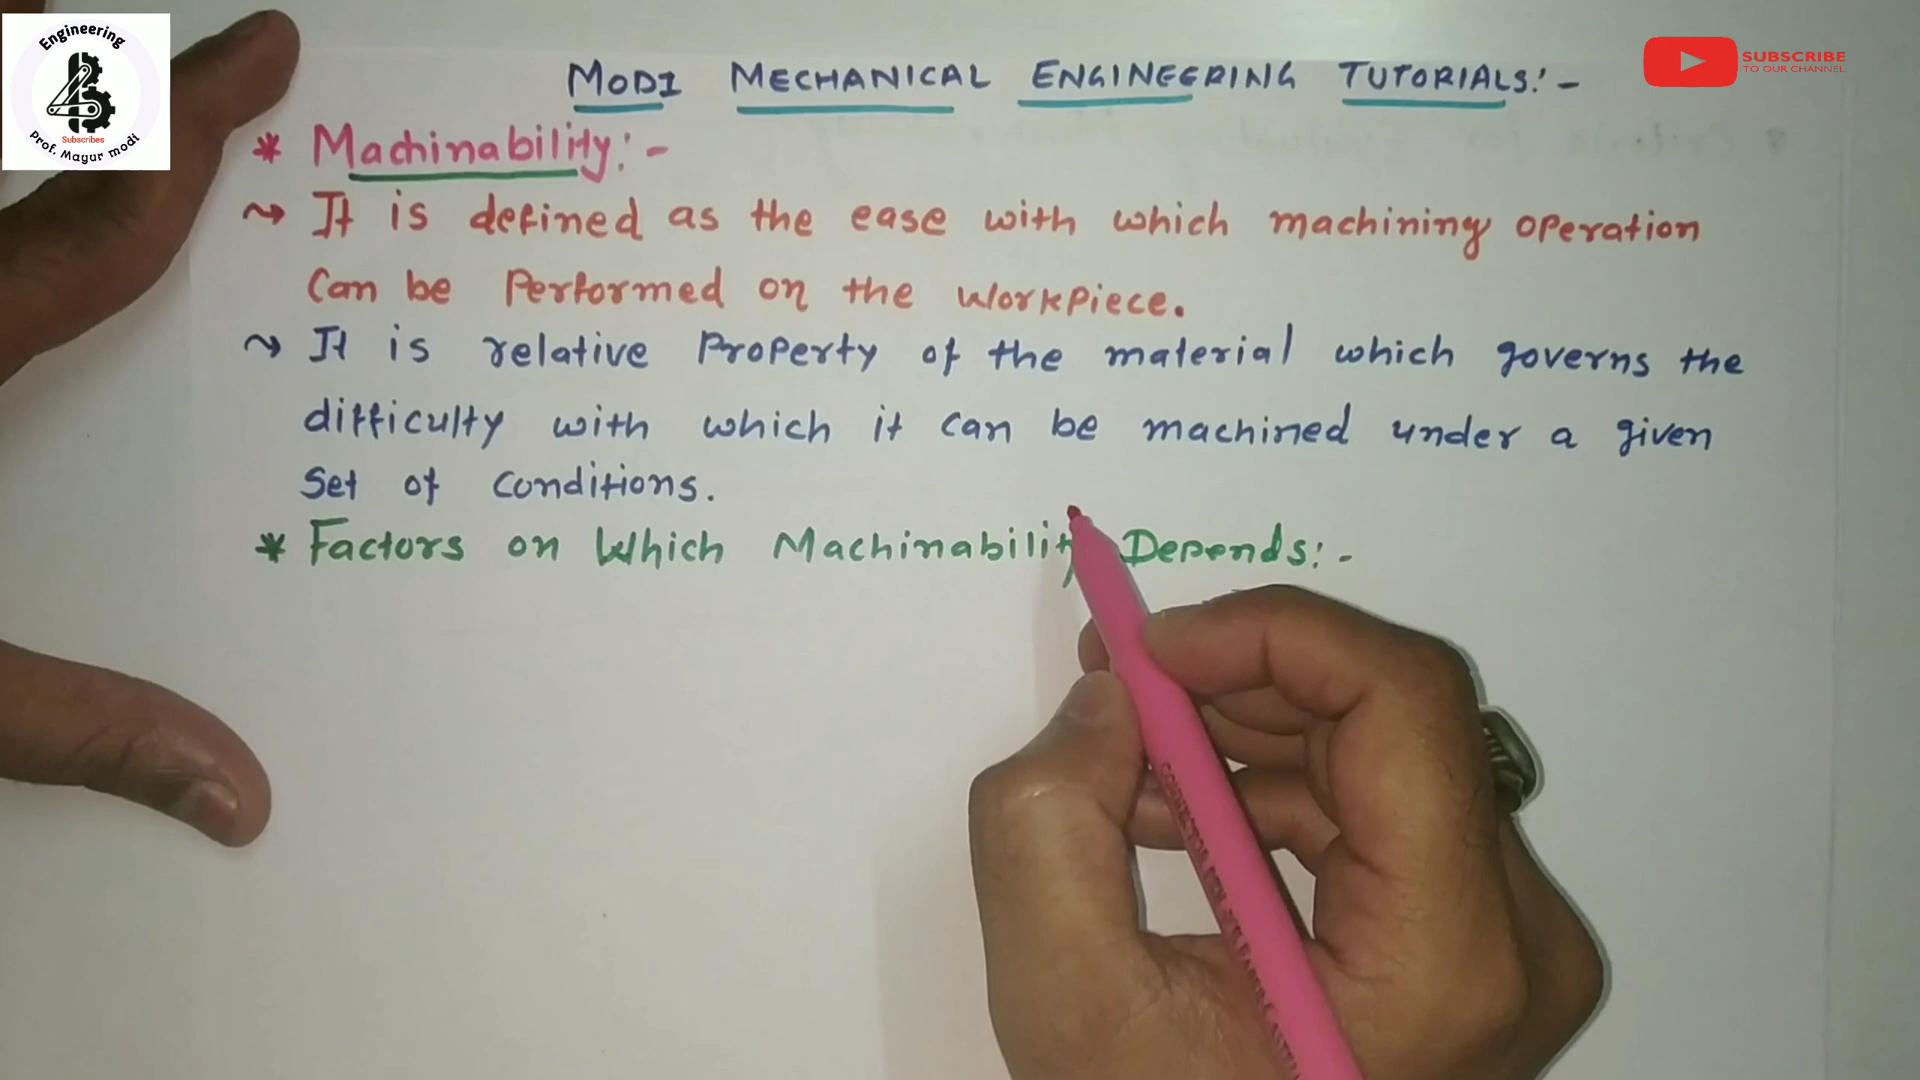 Engineering
Subscribes
Prof. Mayur modi
SUBSCRIBE
TO OUR CHANNEL
MODI MECHANICAL ENGINEERING TUTORIALS:-
* Machinability:-
It is defined as the ease with which machining operation
Can be Performed on the Workpiece.
It is relative Property of the material which governs the
difficulty with which it can be machined under a given
Set of Conditions.
* Factors on Which Machinability Depends:-